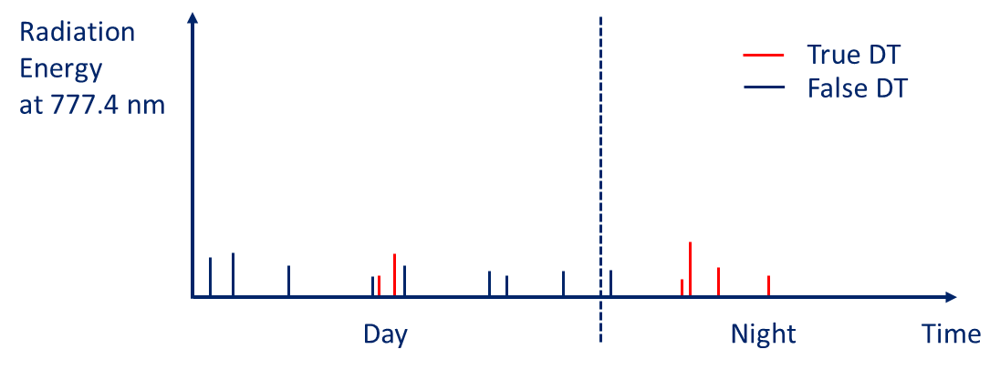 Radiation
Energy
at 777.4 nm
True DT
False DT
Day
Night
Time